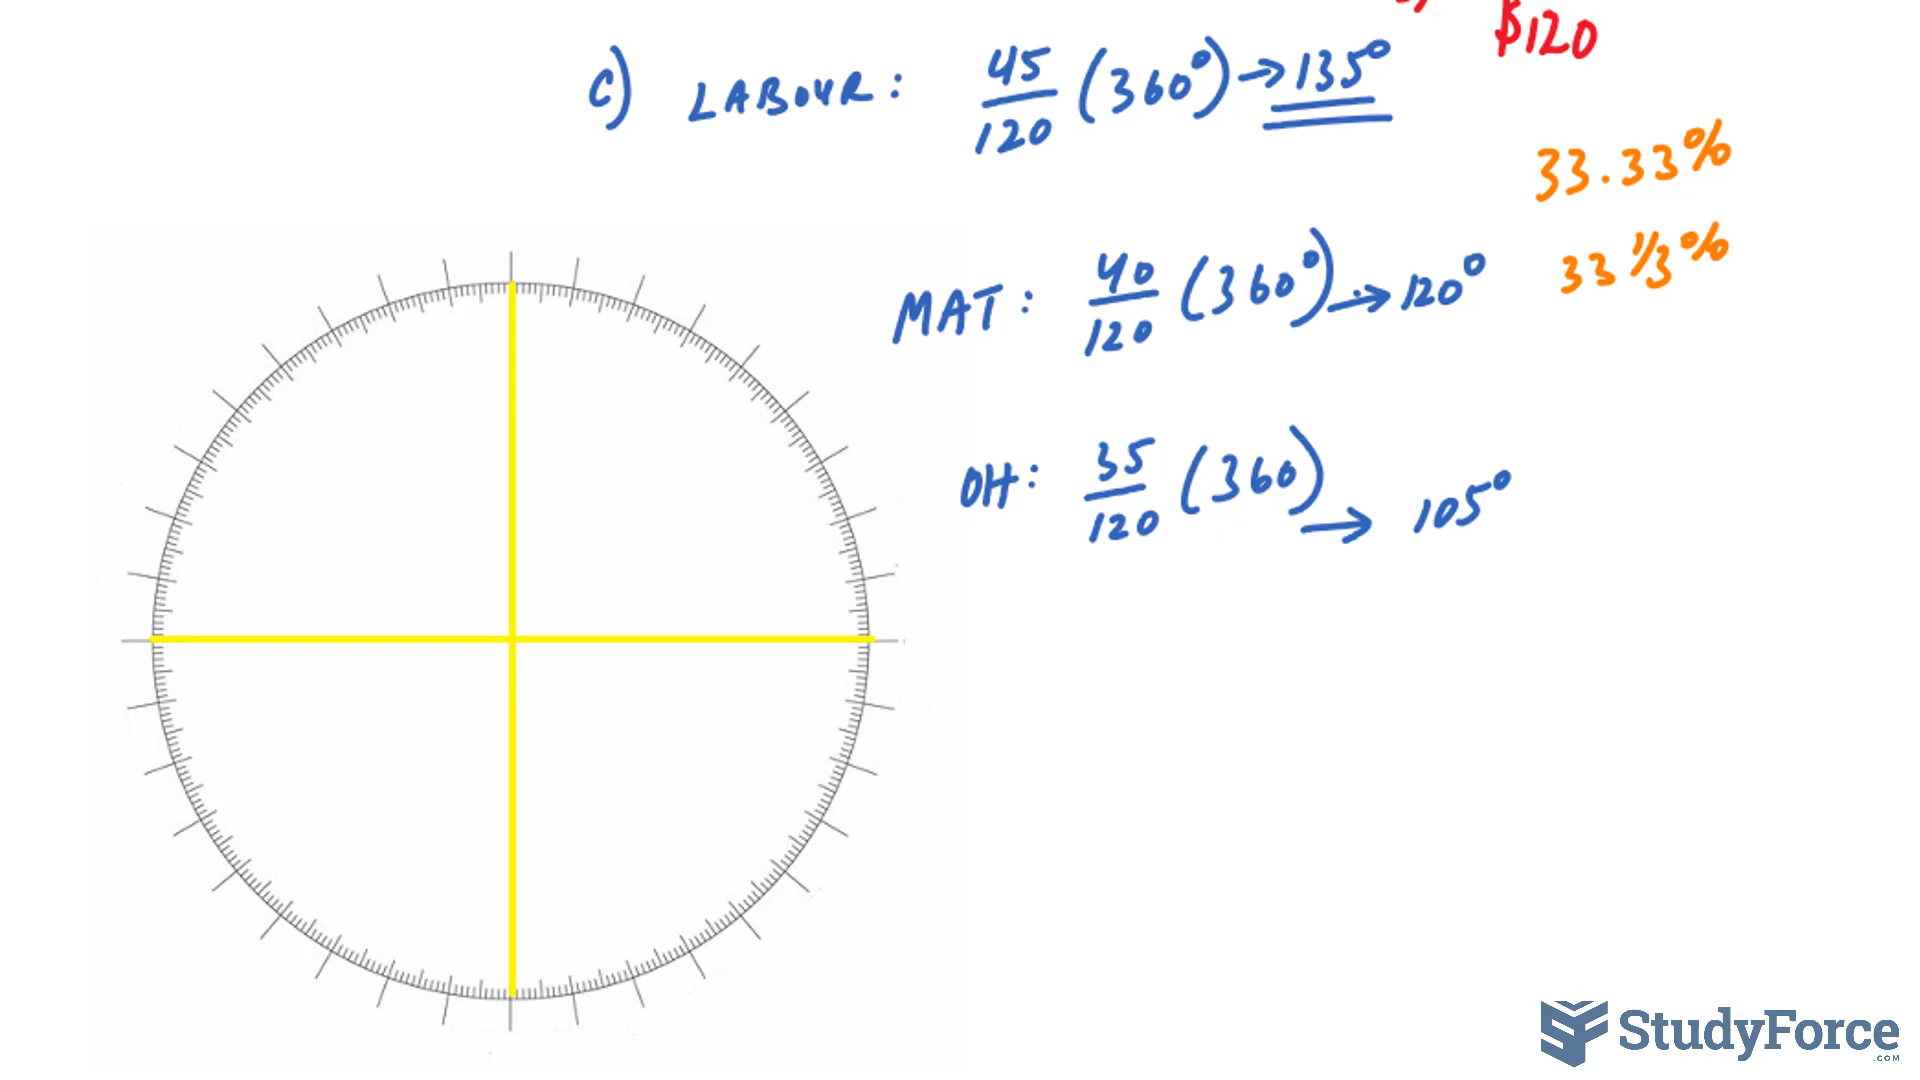 $120
c) LABOUR: 45/120 (360°) → 135°
33.33%
33 1/3%
MAT: 40/120 (360°) → 120°
OH: 35/120 (360) → 105°
StudyForce
.COM